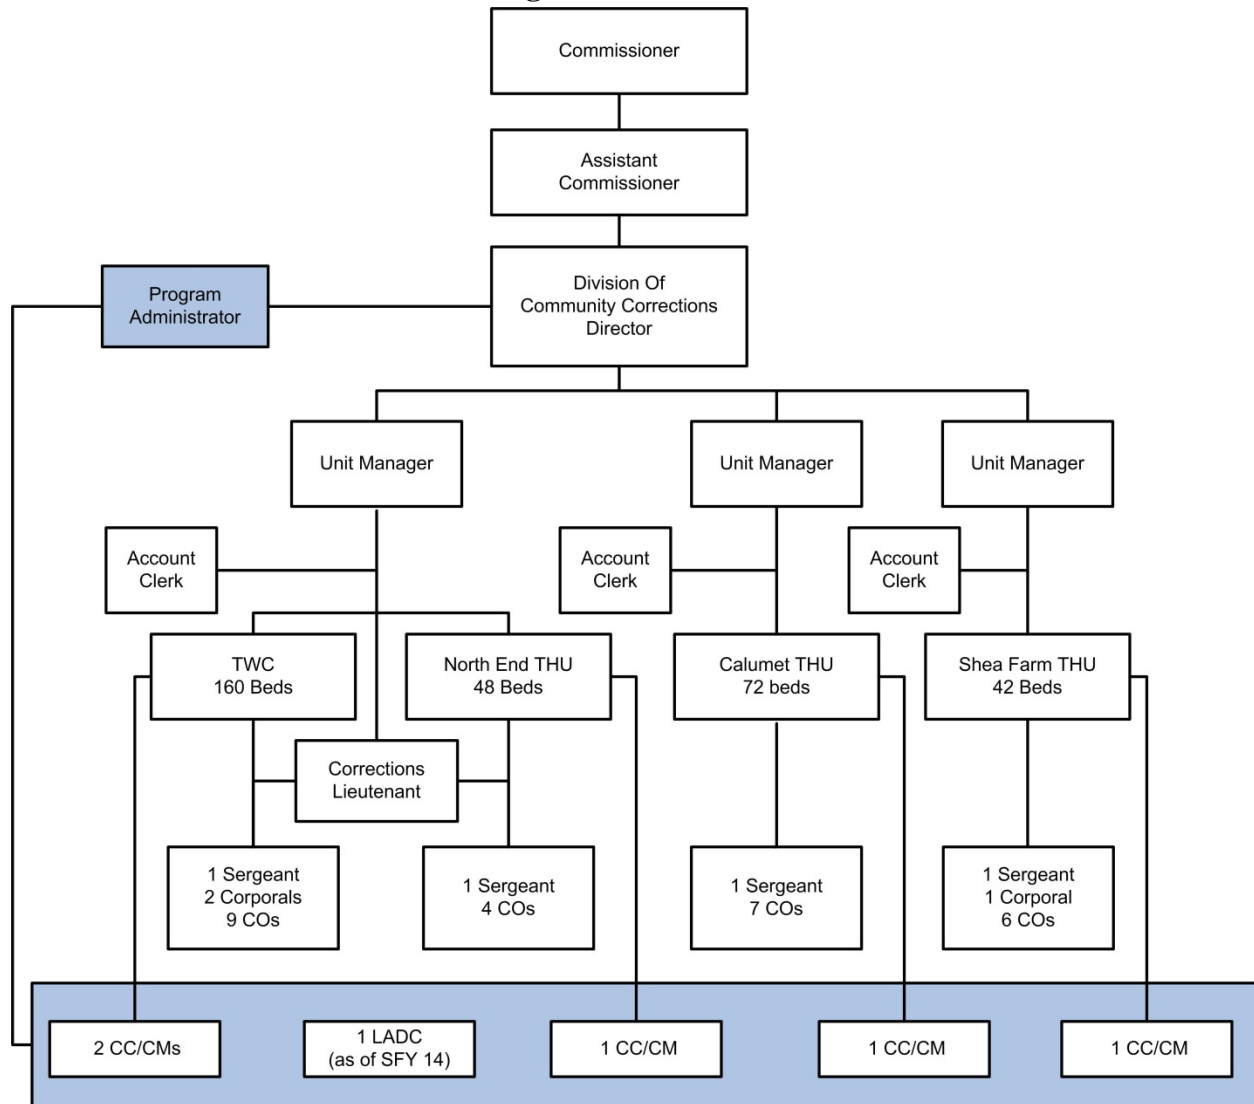 Commissioner
Assistant
Commissioner
Division Of
Community Corrections
Director
Program
Administrator
Unit Manager
Unit Manager
Unit Manager
Account
Clerk
Account
Clerk
Account
Clerk
TWC
160 Beds
North End THU
48 Beds
Calumet THU
72 beds
Shea Farm THU
42 Beds
Corrections
Lieutenant
1 Sergeant
2 Corporals
9 COs
1 Sergeant
4 COs
1 Sergeant
7 COs
1 Sergeant
1 Corporal
6 COs
2 CC/CMs
1 LADC
(as of SFY 14)
1 CC/CM
1 CC/CM
1 CC/CM